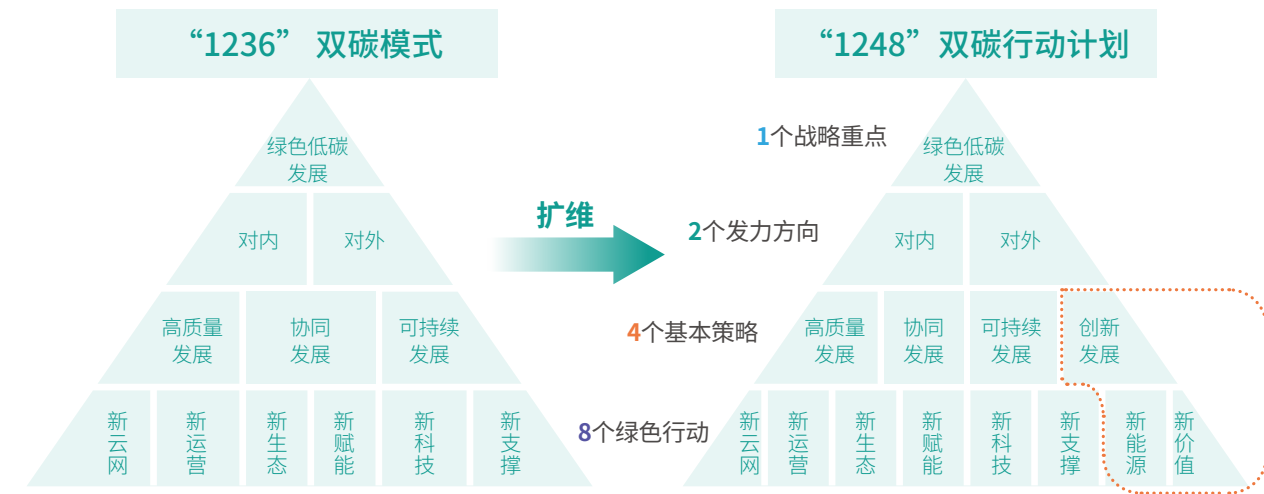 “1236” 双碳模式
绿色低碳
发展
对内
对外
高质量
发展
协同
发展
可持续
发展
新云网
新运营
新生态
新赋能
新科技
新支撑
扩维
“1248”双碳行动计划
1个战略重点
绿色低碳
发展
2个发力方向
对内
对外
4个基本策略
高质量
发展
协同
发展
可持续
发展
创新
发展
8个绿色行动
新云网
新运营
新生态
新赋能
新科技
新支撑
新能源
新价值